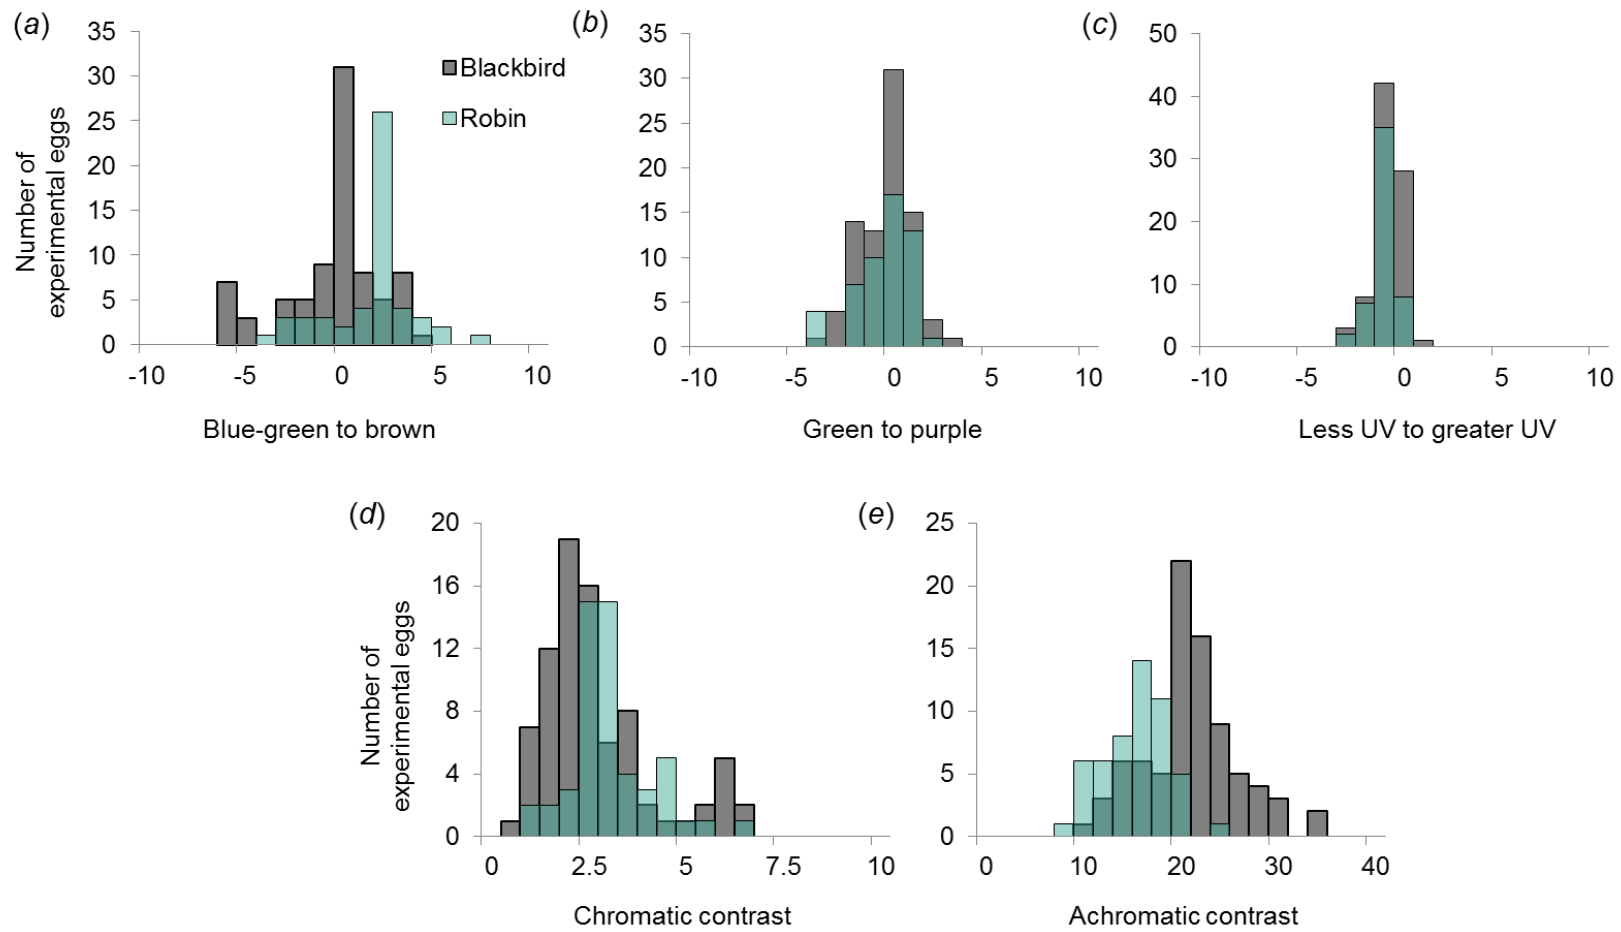 (a)
35
30
25
20
15
10
5
0
Number of
experimental eggs
Blackbird
Robin
-10 -5 0 5 10
Blue-green to brown
(b)
35
30
25
20
15
10
5
0
-10 -5 0 5 10
Green to purple
(c)
50
40
30
20
10
0
-10 -5 0 5 10
Less UV to greater UV
(d)
20
16
12
8
4
0
Number of
experimental eggs
0 2.5 5 7.5 10
Chromatic contrast
(e)
25
20
15
10
5
0
0 10 20 30 40
Achromatic contrast